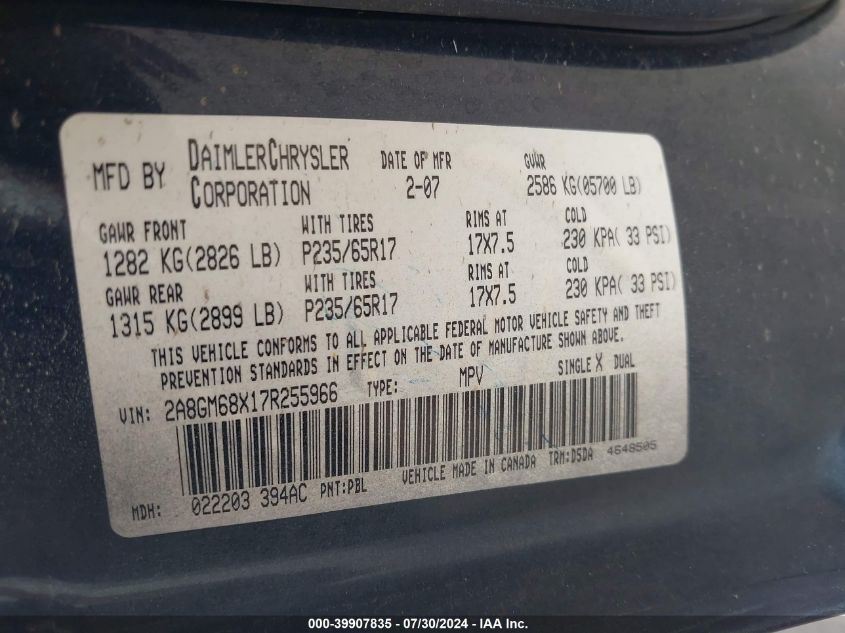 MFD BY DAIMLERCHRYSLER CORPORATION DATE OF MFR 2-07 GVWR 2586 KG(05700 LB)
GAWR FRONT WITH TIRES RIMS AT COLD
1282 KG(2826 LB) P235/65R17 17X7.5 230 KPA( 33 PSI)
GAWR REAR WITH TIRES RIMS AT COLD
1315 KG(2899 LB) P235/65R17 17X7.5 230 KPA( 33 PSI)
THIS VEHICLE CONFORMS TO ALL APPLICABLE FEDERAL MOTOR VEHICLE SAFETY AND THEFT
PREVENTION STANDARDS IN EFFECT ON THE DATE OF MANUFACTURE SHOWN ABOVE.
VIN: 2A8GM68X17R255966 TYPE: MPV SINGLE X DUAL
MDH: 022203 394AC PNT:PBL VEHICLE MADE IN CANADA TRM:D5DA 4648505
000-39907835 / 07/30/2024 - IAA Inc.